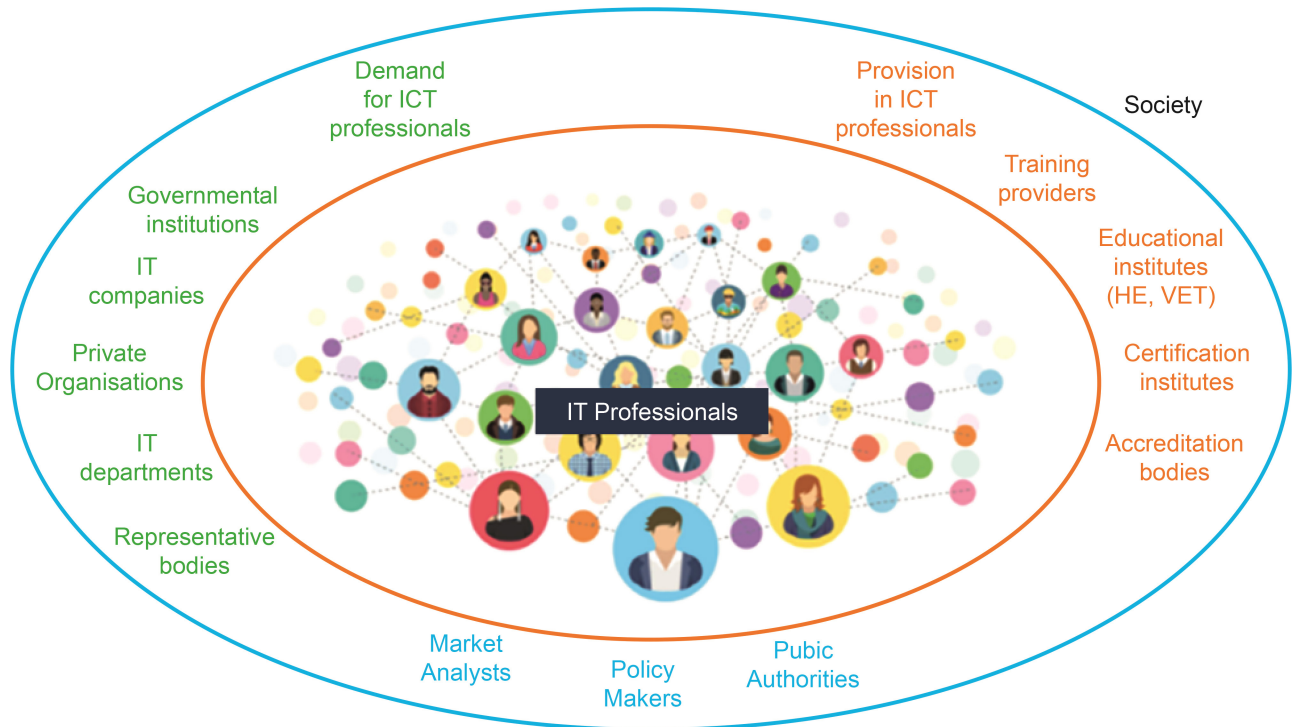 Demand
for ICT
professionals
Provision
in ICT
professionals
Society
Training
providers
Governmental
institutions
Educational
institutes
(HE, VET)
IT
companies
Private
Organisations
Certification
institutes
IT Professionals
IT
departments
Accreditation
bodies
Representative
bodies
Market
Analysts
Policy
Makers
Pubic
Authorities